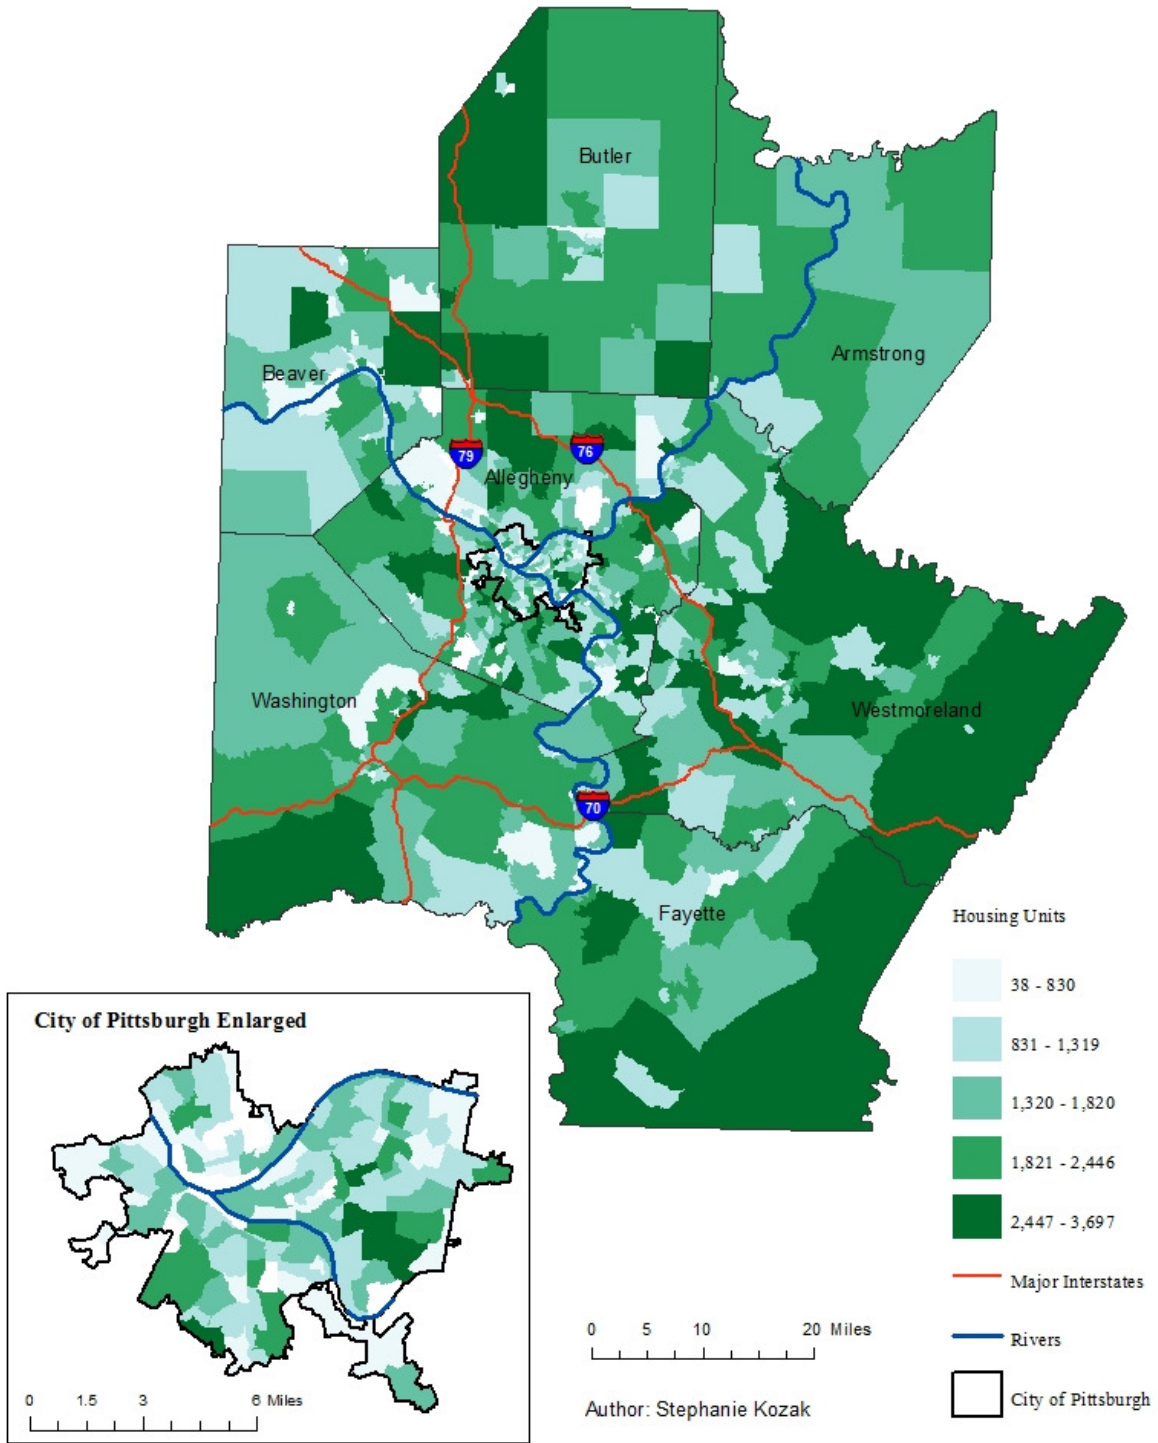 Butler
Armstrong
Beaver
79
76
Allegheny
Washington
Westmoreland
70
Fayette
Housing Units
38 - 830
831 - 1,319
1,320 - 1,820
1,821 - 2,446
2,447 - 3,697
Major Interstates
Rivers
City of Pittsburgh
City of Pittsburgh Enlarged
0 1.5 3 6 Miles
0 5 10 20 Miles
Author: Stephanie Kozak